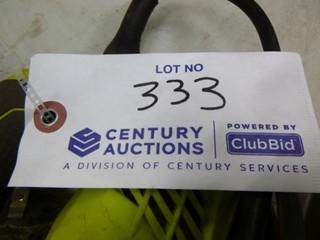 LOT NO
333
CENTURY
AUCTIONS
POWERED BY
ClubBid
A DIVISION OF CENTURY SERVICES